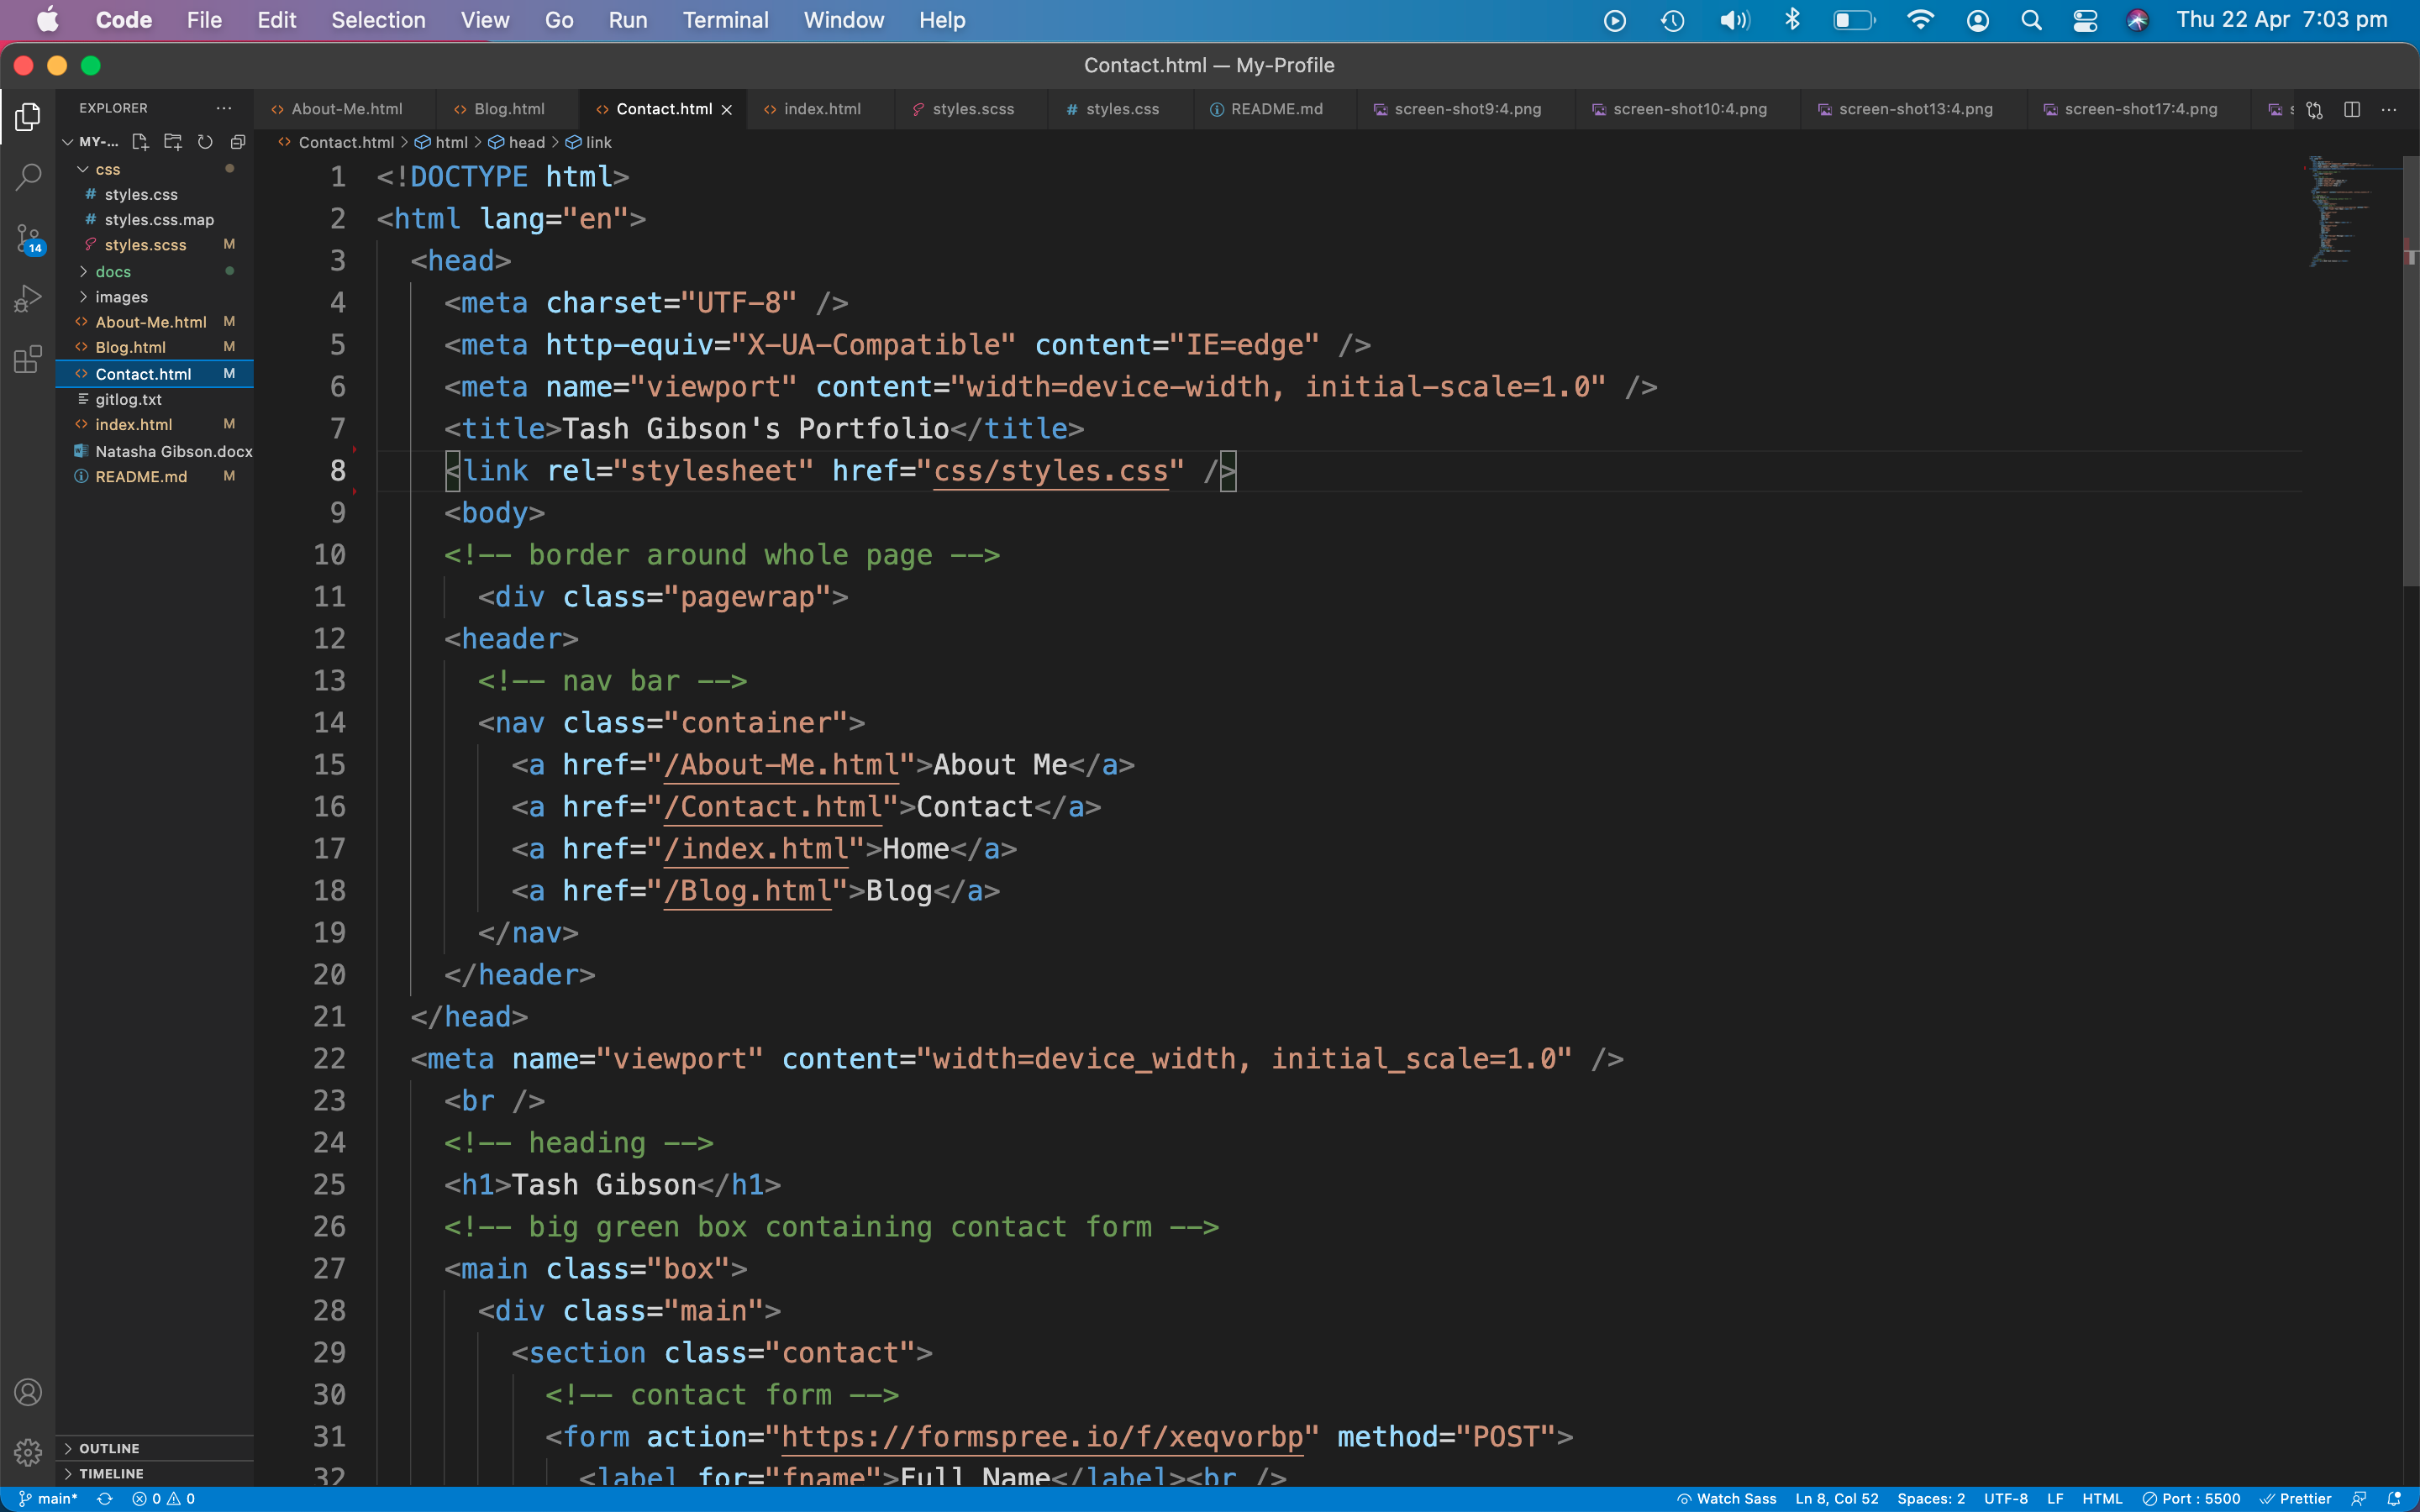 Code File Edit Selection View Go Run Terminal Window Help Thu 22 Apr 7:03 pm
Contact.html — My-Profile
EXPLORER ··· About-Me.html Blog.html Contact.html index.html styles.scss # styles.css README.md screen-shot9:4.png screen-shot10:4.png screen-shot13:4.png screen-shot17:4.png s ···
MY-...
Contact.html > html > head > link
css
# styles.css
# styles.css.map
styles.scss M
docs
images
About-Me.html M
Blog.html M
Contact.html M
gitlog.txt
index.html M
Natasha Gibson.docx
README.md M
14
OUTLINE
TIMELINE
1 <!DOCTYPE html>
2 <html lang="en">
3 <head>
4 <meta charset="UTF-8" />
5 <meta http-equiv="X-UA-Compatible" content="IE=edge" />
6 <meta name="viewport" content="width=device-width, initial-scale=1.0" />
7 <title>Tash Gibson's Portfolio</title>
8 <link rel="stylesheet" href="css/styles.css" />
9 <body>
10 <!-- border around whole page -->
11 <div class="pagewrap">
12 <header>
13 <!-- nav bar -->
14 <nav class="container">
15 <a href="/About-Me.html">About Me</a>
16 <a href="/Contact.html">Contact</a>
17 <a href="/index.html">Home</a>
18 <a href="/Blog.html">Blog</a>
19 </nav>
20 </header>
21 </head>
22 <meta name="viewport" content="width=device_width, initial_scale=1.0" />
23 <br />
24 <!-- heading -->
25 <h1>Tash Gibson</h1>
26 <!-- big green box containing contact form -->
27 <main class="box">
28 <div class="main">
29 <section class="contact">
30 <!-- contact form -->
31 <form action="https://formspree.io/f/xeqvorbp" method="POST">
32 <label for="fname">Full Name</label><br />
main* 0 0 Watch Sass Ln 8, Col 52 Spaces: 2 UTF-8 LF HTML Port : 5500 Prettier